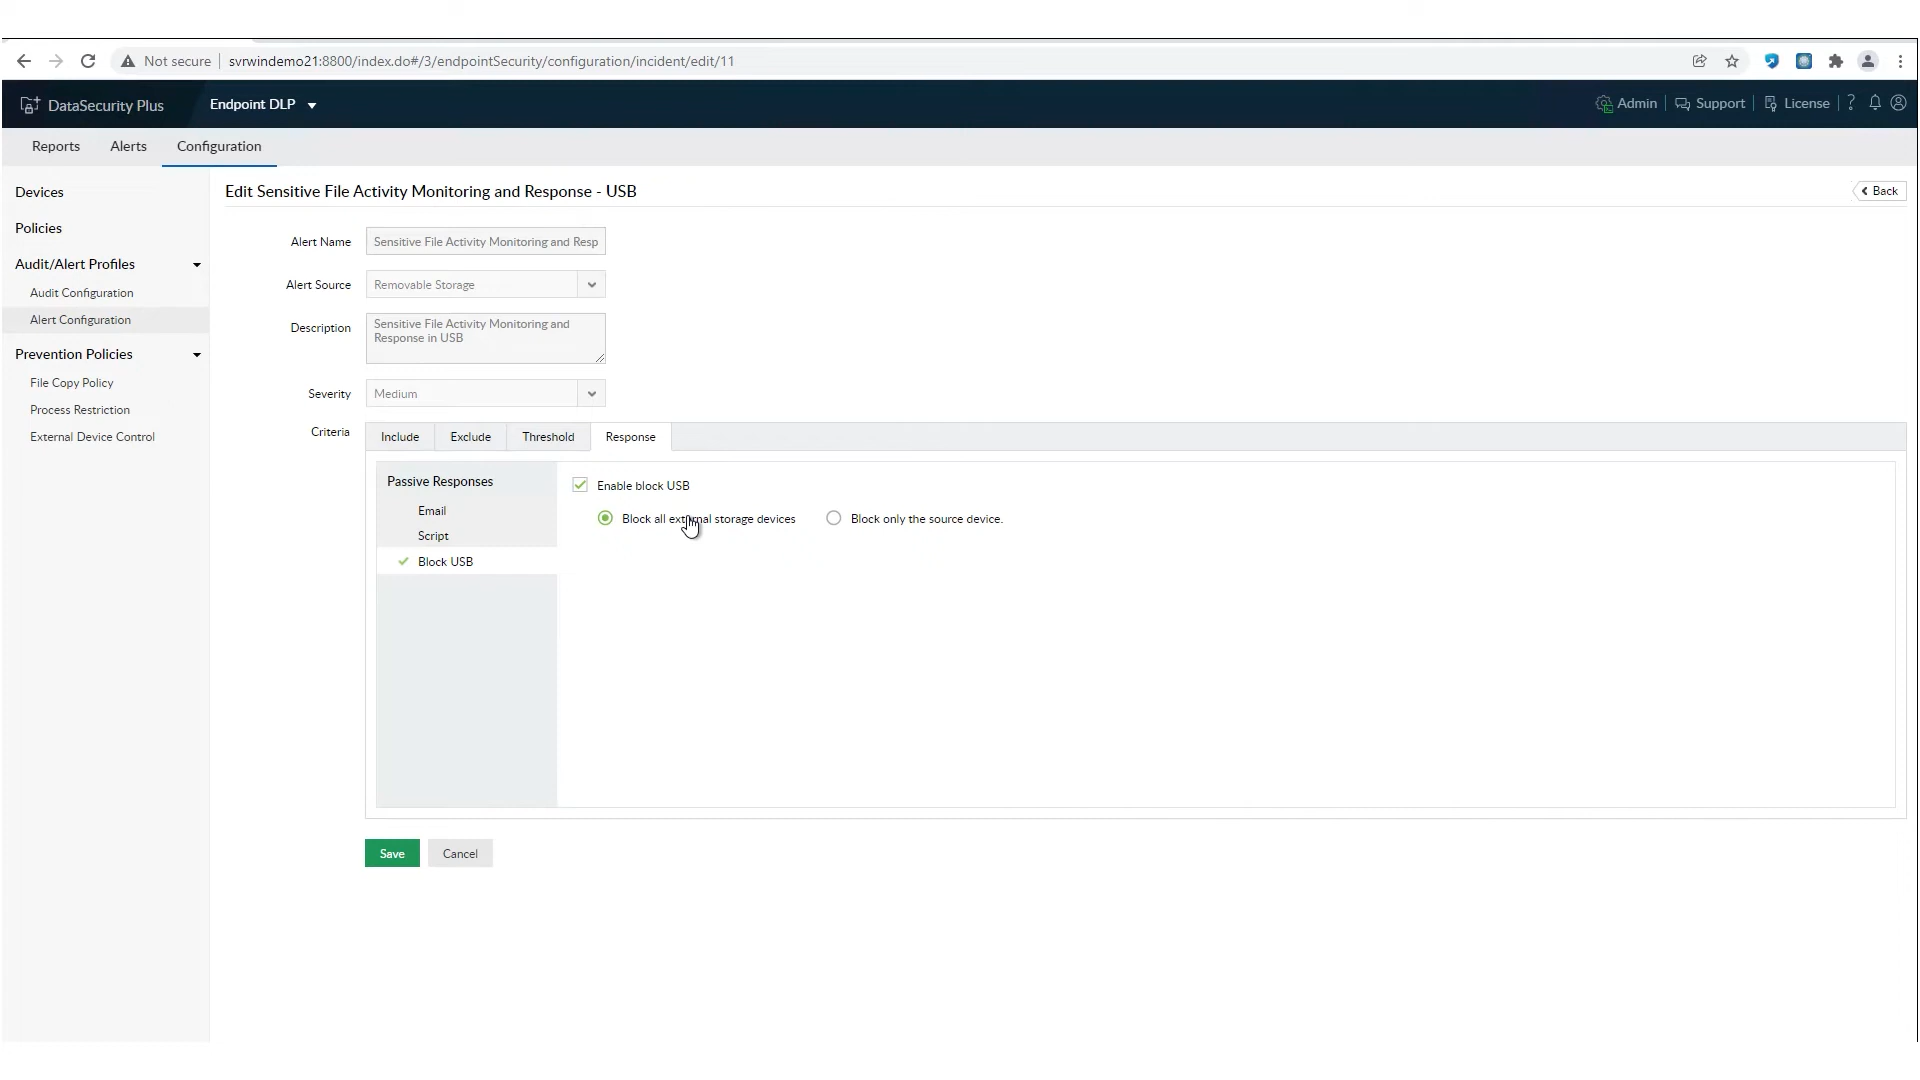 Not secure
svrwindemo21:8800/index.do#/3/endpointSecurity/configuration/incident/edit/11
DataSecurity Plus
Endpoint DLP
Admin
Support
License
?
Reports
Alerts
Configuration
Devices
Policies
Audit/Alert Profiles
Audit Configuration
Alert Configuration
Prevention Policies
File Copy Policy
Process Restriction
External Device Control
Edit Sensitive File Activity Monitoring and Response - USB
Back
Alert Name
Sensitive File Activity Monitoring and Resp
Alert Source
Removable Storage
Description
Sensitive File Activity Monitoring and
Response in USB
Severity
Medium
Criteria
Include
Exclude
Threshold
Response
Passive Responses
Email
Script
Block USB
Enable block USB
Block all external storage devices
Block only the source device.
Save
Cancel